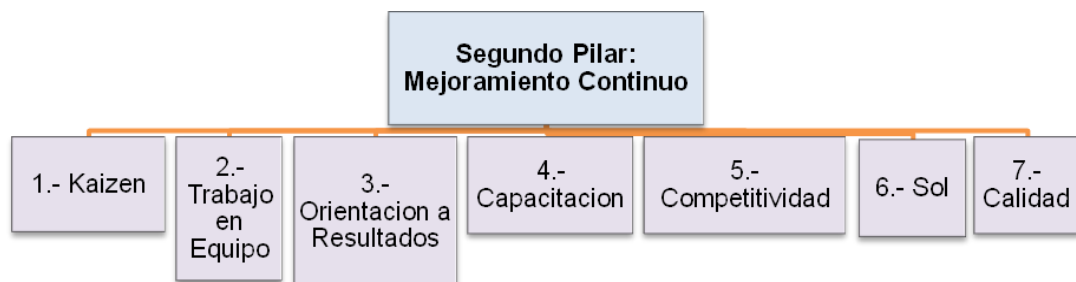 Segundo Pilar:
Mejoramiento Continuo
1.- Kaizen
2.-
Trabajo
en
Equipo
3.-
Orientacion a
Resultados
4.-
Capacitacion
5.-
Competitividad
6.- Sol
7.-
Calidad